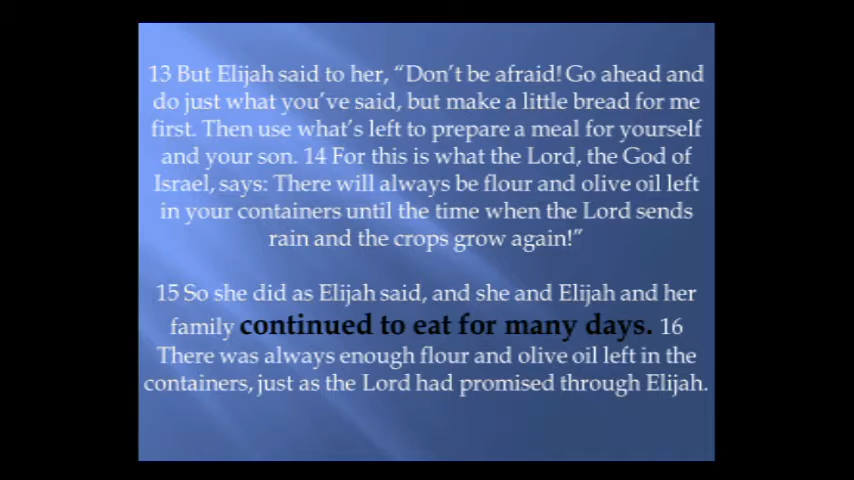 13 But Elijah said to her, “Don’t be afraid! Go ahead and
do just what you’ve said, but make a little bread for me
first. Then use what’s left to prepare a meal for yourself
and your son. 14 For this is what the Lord, the God of
Israel, says: There will always be flour and olive oil left
in your containers until the time when the Lord sends
rain and the crops grow again!”
15 So she did as Elijah said, and she and Elijah and her
family continued to eat for many days. 16
There was always enough flour and olive oil left in the
containers, just as the Lord had promised through Elijah.